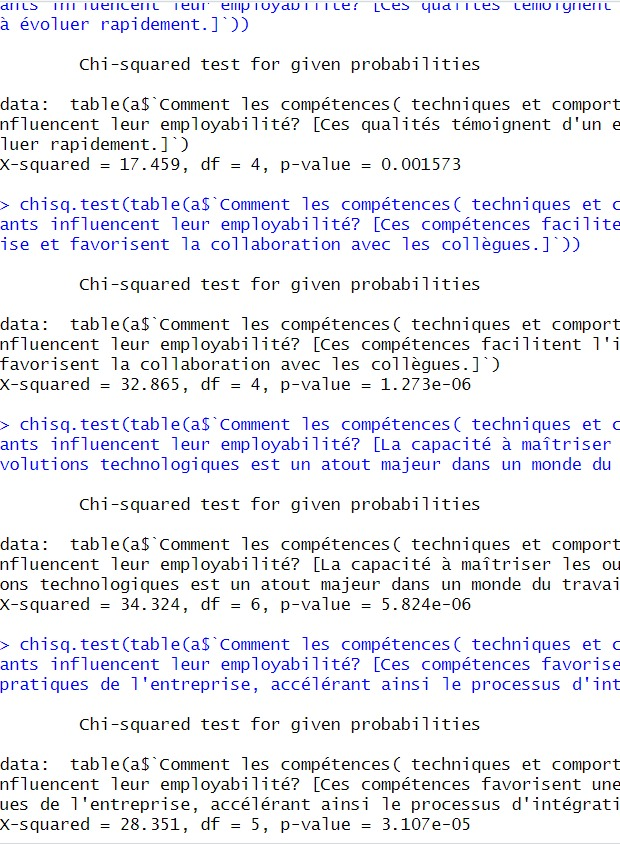 ants influencent leur employabilité? [Ces qualités témoignent
à évoluer rapidement.]`))
Chi-squared test for given probabilities
data:  table(a$`Comment les compétences( techniques et comport
nfluencent leur employabilité? [Ces qualités témoignent d'un e
luer rapidement.]`)
X-squared = 17.459, df = 4, p-value = 0.001573
> chisq.test(table(a$`Comment les compétences( techniques et c
ants influencent leur employabilité? [Ces compétences facilite
ise et favorisent la collaboration avec les collègues.]`))
Chi-squared test for given probabilities
data:  table(a$`Comment les compétences( techniques et comport
nfluencent leur employabilité? [Ces compétences facilitent l'i
favorisent la collaboration avec les collègues.]`)
X-squared = 32.865, df = 4, p-value = 1.273e-06
> chisq.test(table(a$`Comment les compétences( techniques et c
ants influencent leur employabilité? [La capacité à maîtriser
volutions technologiques est un atout majeur dans un monde du
Chi-squared test for given probabilities
data:  table(a$`Comment les compétences( techniques et comport
nfluencent leur employabilité? [La capacité à maîtriser les ou
ons technologiques est un atout majeur dans un monde du travai
X-squared = 34.324, df = 6, p-value = 5.824e-06
> chisq.test(table(a$`Comment les compétences( techniques et c
ants influencent leur employabilité? [Ces compétences favorise
pratiques de l'entreprise, accélérant ainsi le processus d'int
Chi-squared test for given probabilities
data:  table(a$`Comment les compétences( techniques et comport
nfluencent leur employabilité? [Ces compétences favorisent une
ues de l'entreprise, accélérant ainsi le processus d'intégrati
X-squared = 28.351, df = 5, p-value = 3.107e-05